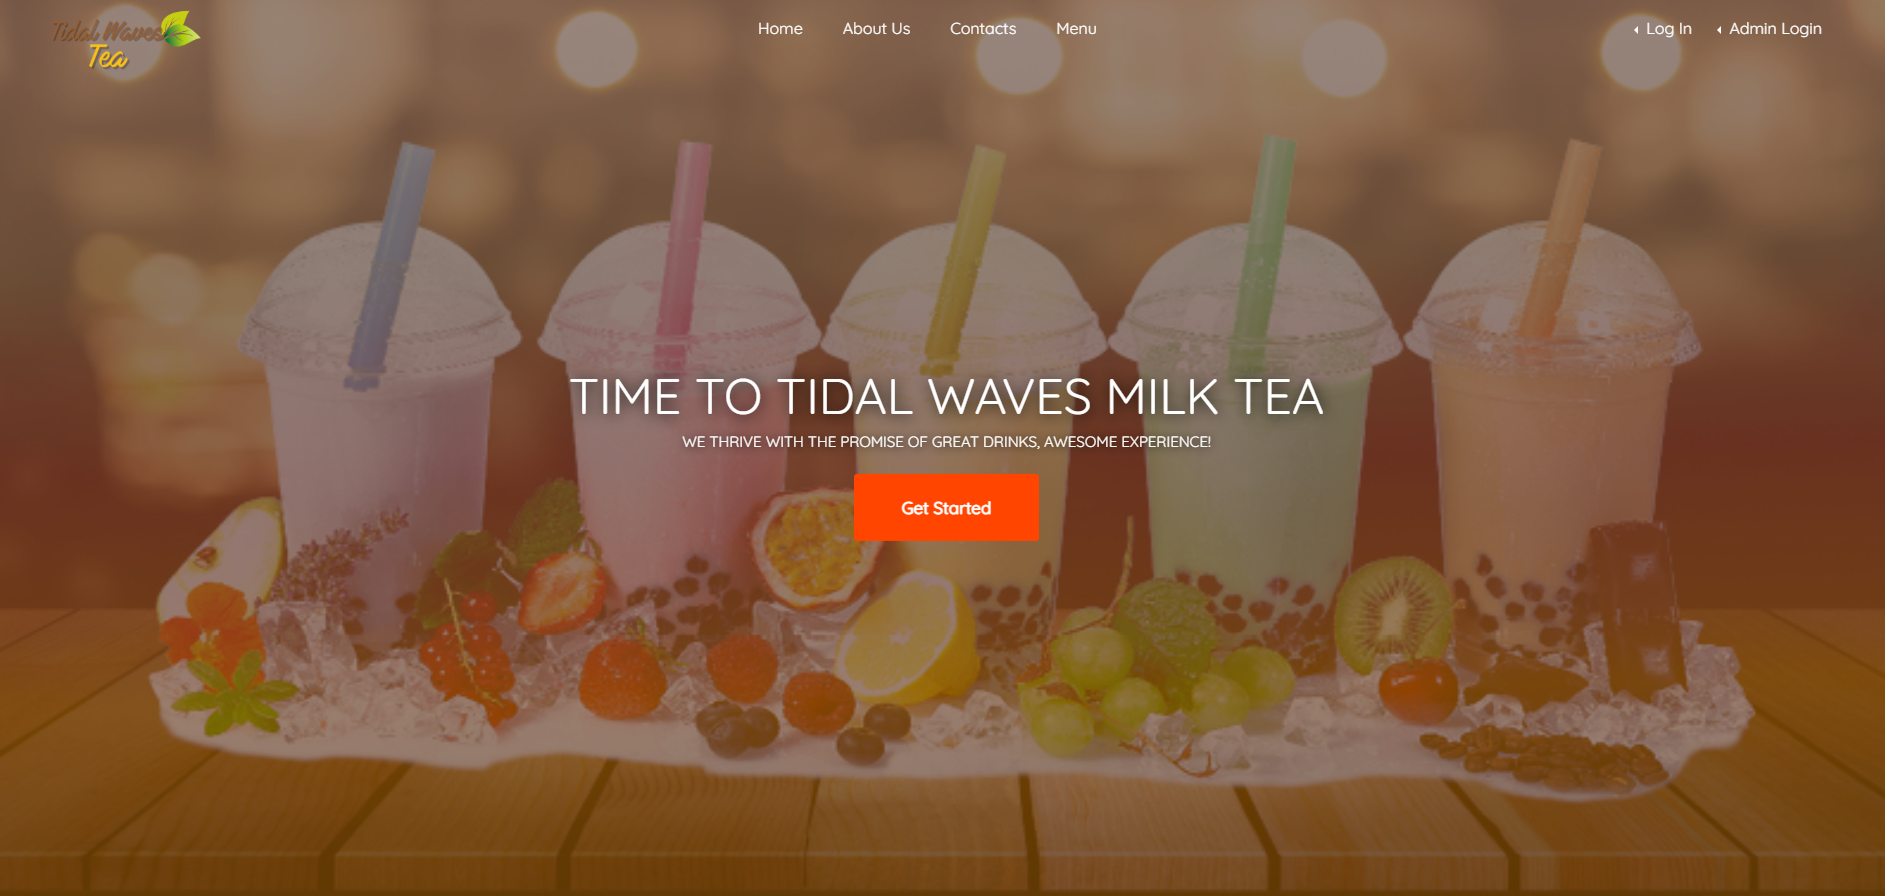 Tidal Waves
Tea
Home
About Us
Contacts
Menu
Log In
Admin Login
TIME TO TIDAL WAVES MILK TEA
WE THRIVE WITH THE PROMISE OF GREAT DRINKS, AWESOME EXPERIENCE!
Get Started